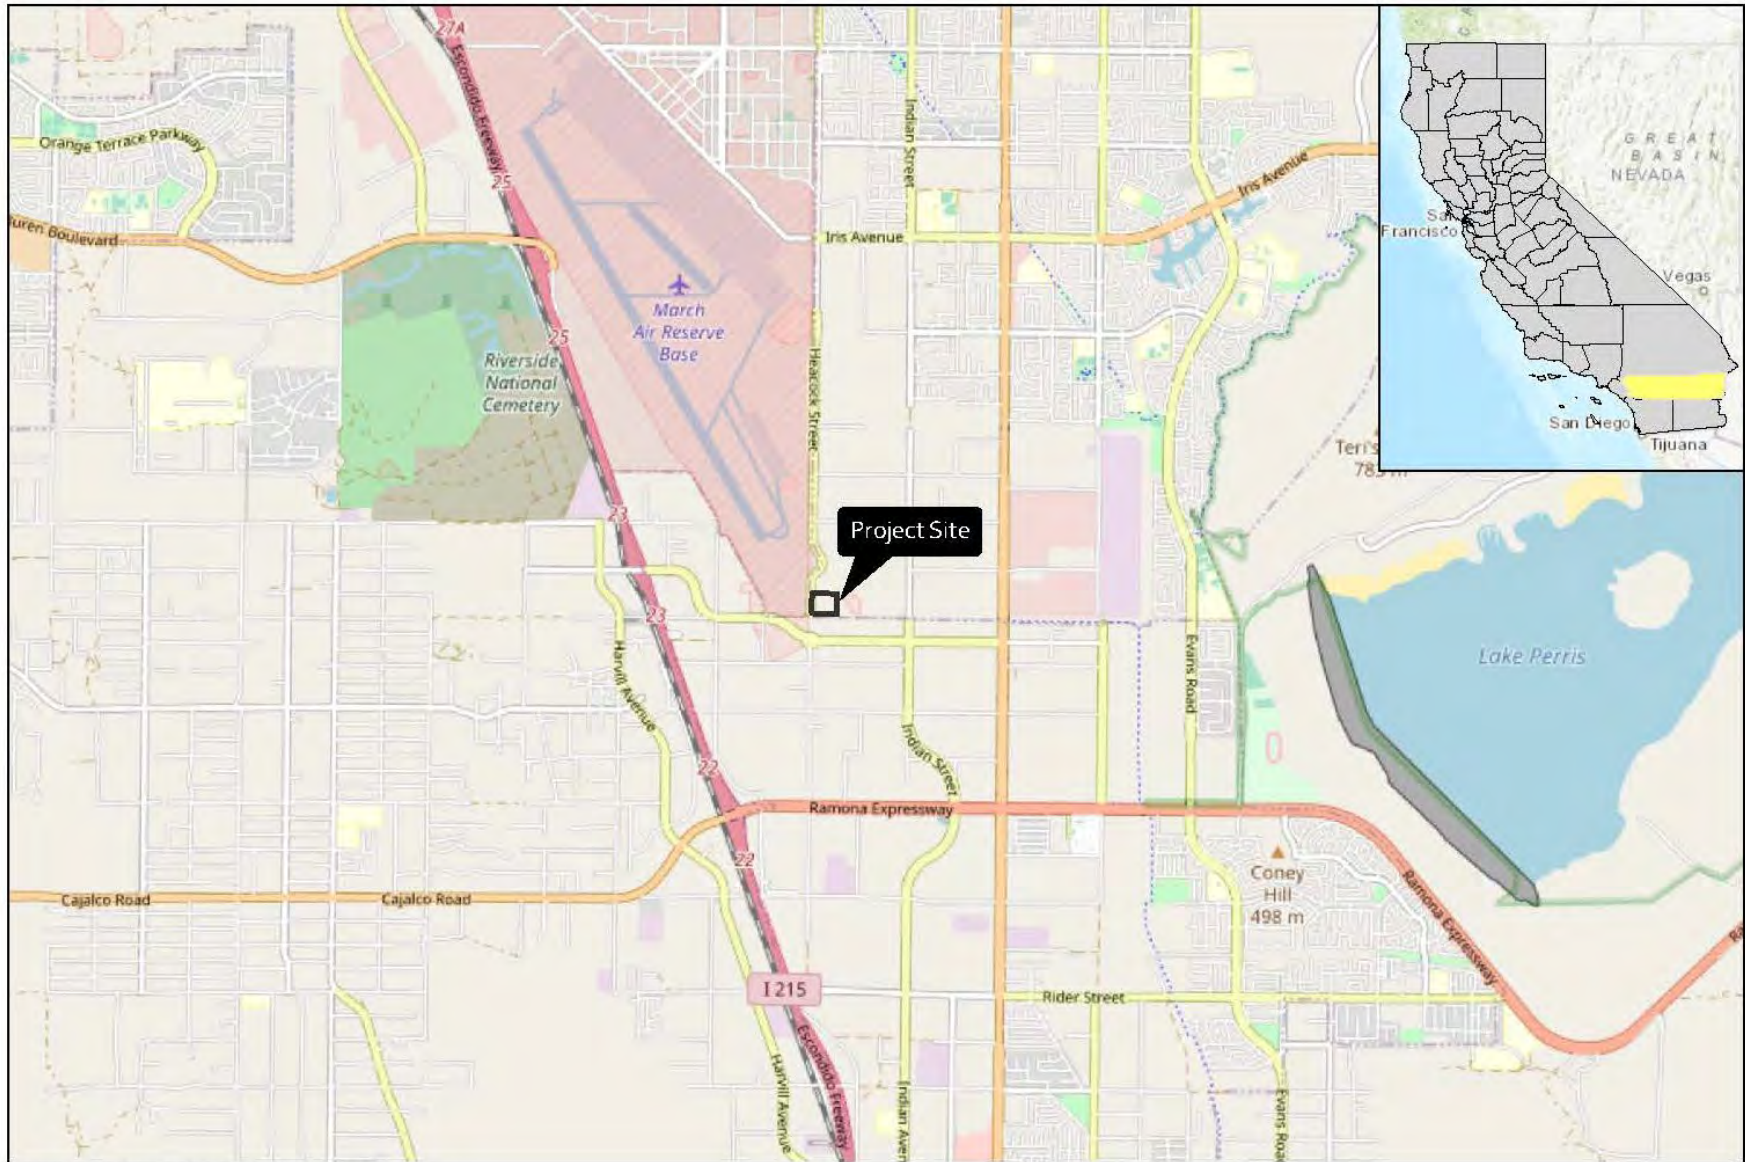 27A
Escondido Freeway
Orange Terrace Parkway
25
Indian Street
Iris Avenue
uren Boulevard
Iris Avenue
GREAT
BASIN
NEVADA
San
Francisco
Vegas
San Diego
Tijuana
March
Air Reserve
Base
25
Riverside
National
Cemetery
Heacock Street
Teri's
23
Project Site
23
Harvill Avenue
Evans Road
Lake Perris
Indian Street
22
Ramona Expressway
22
Coney
Hill
498 m
Cajalco Road
Cajalco Road
Ramona Expressway
I 215
Rider Street
Escondido Freeway
Harvill Avenue
Indian Aven
Evans Road